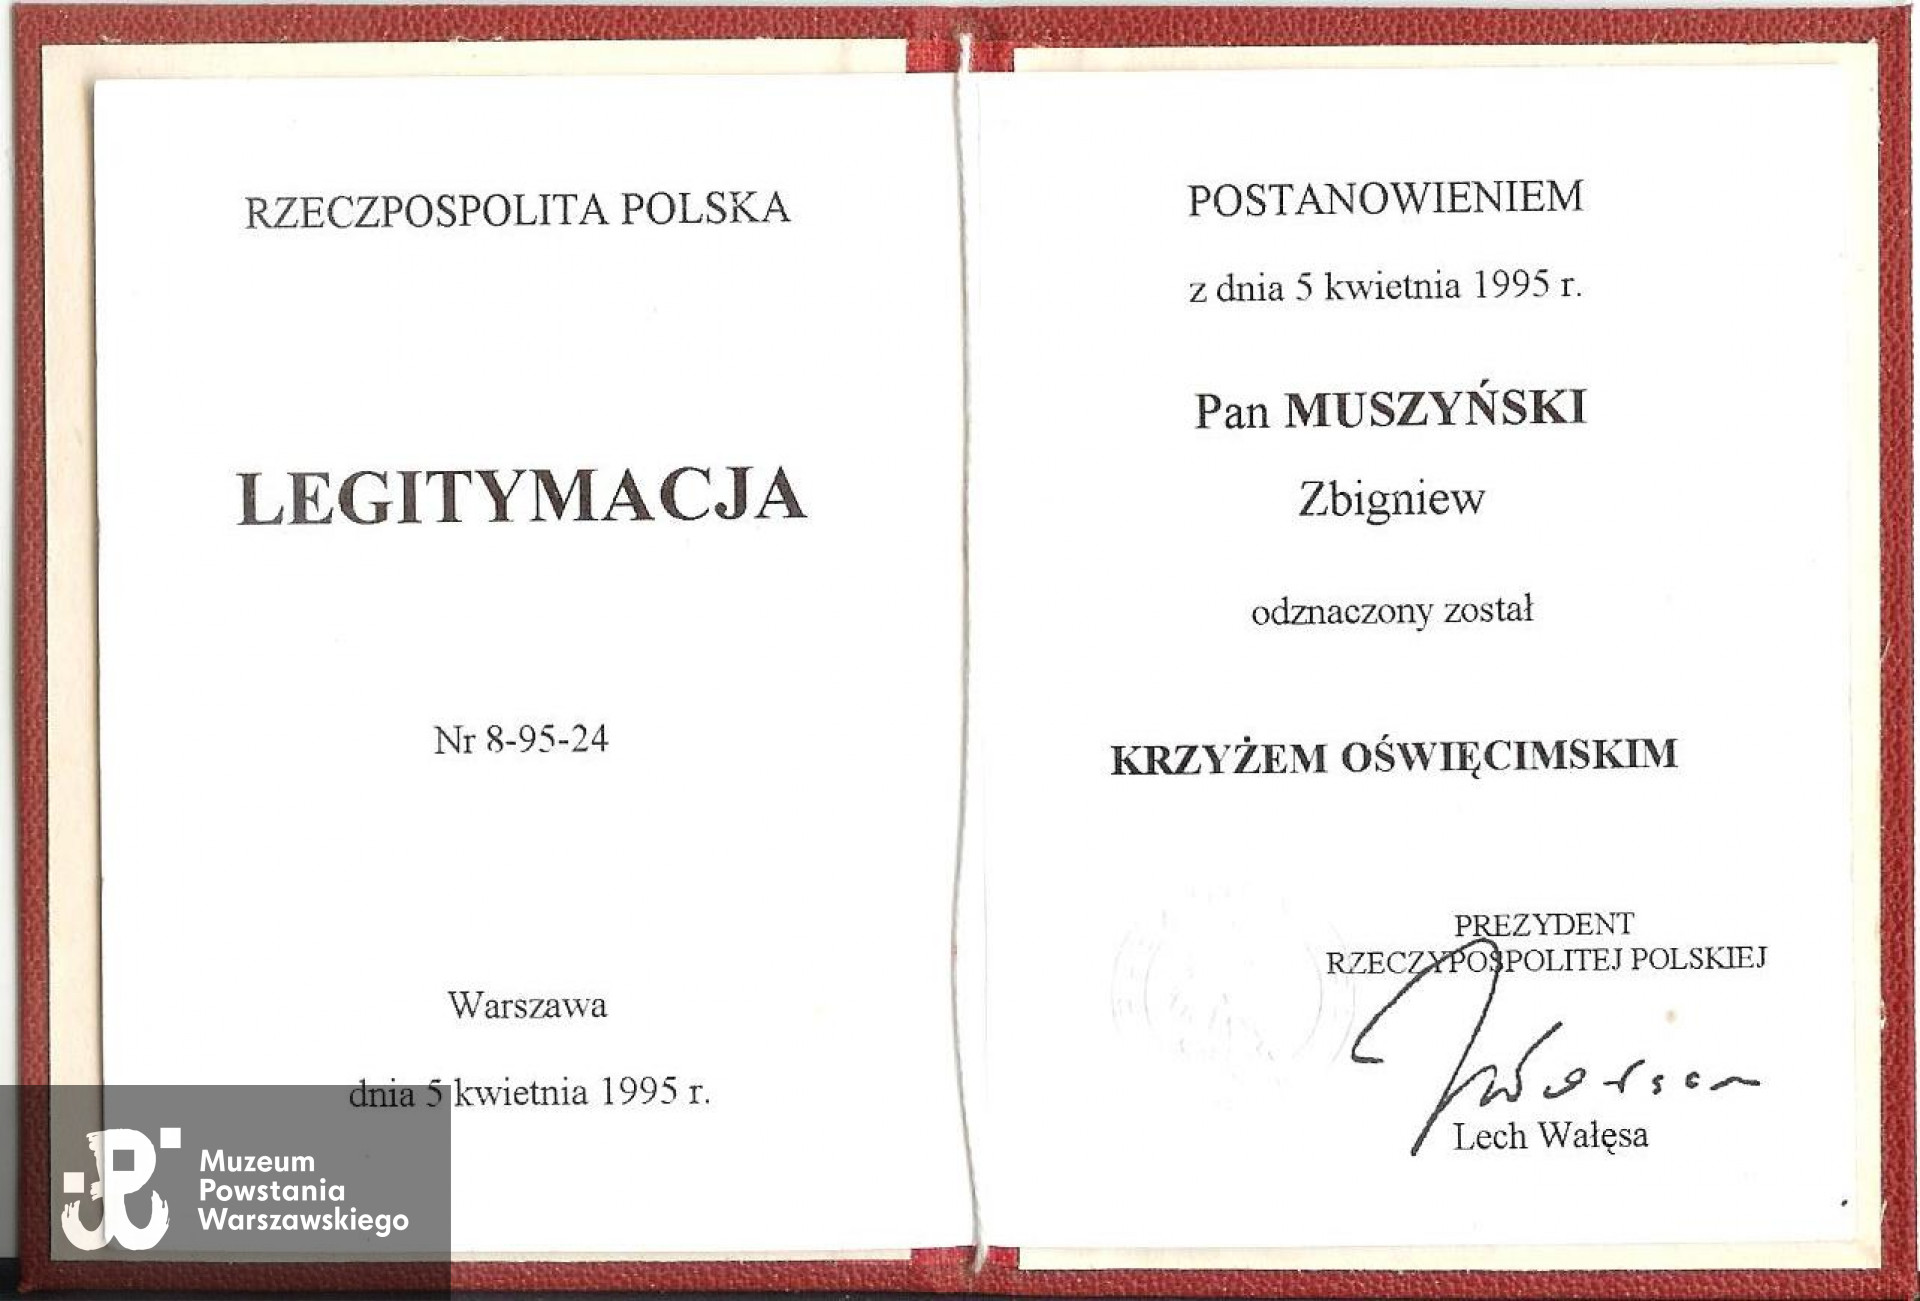 RZECZPOSPOLITA POLSKA
LEGITYMACJA
Nr 8-95-24
Warszawa
dnia 5 kwietnia 1995 r.
POSTANOWIENIEM
z dnia 5 kwietnia 1995 r.
Pan MUSZYŃSKI
Zbigniew
odznaczony został
KRZYŻEM OŚWIĘCIMSKIM
PREZYDENT
RZECZYPOSPOLITEJ POLSKIEJ
Lech Wałęsa
Muzeum
Powstania
Warszawskiego